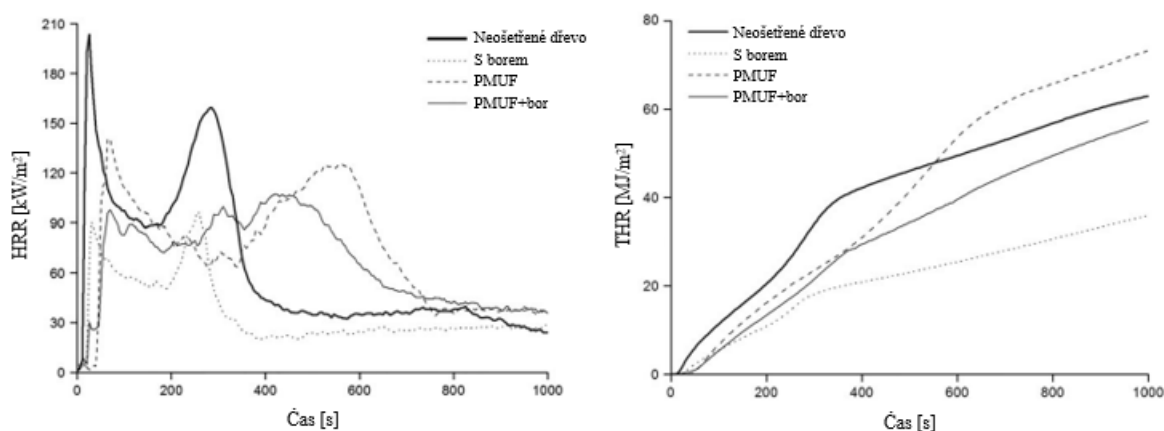 210
180
150
120
90
60
30
0
HRR [kW/m²]
Neošetřené dřevo
S borem
PMUF
PMUF+bor
0 200 400 600 800 1000
Čas [s]
80
60
40
20
0
THR [MJ/m²]
Neošetřené dřevo
S borem
PMUF
PMUF+bor
0 200 400 600 800 1000
Čas [s]